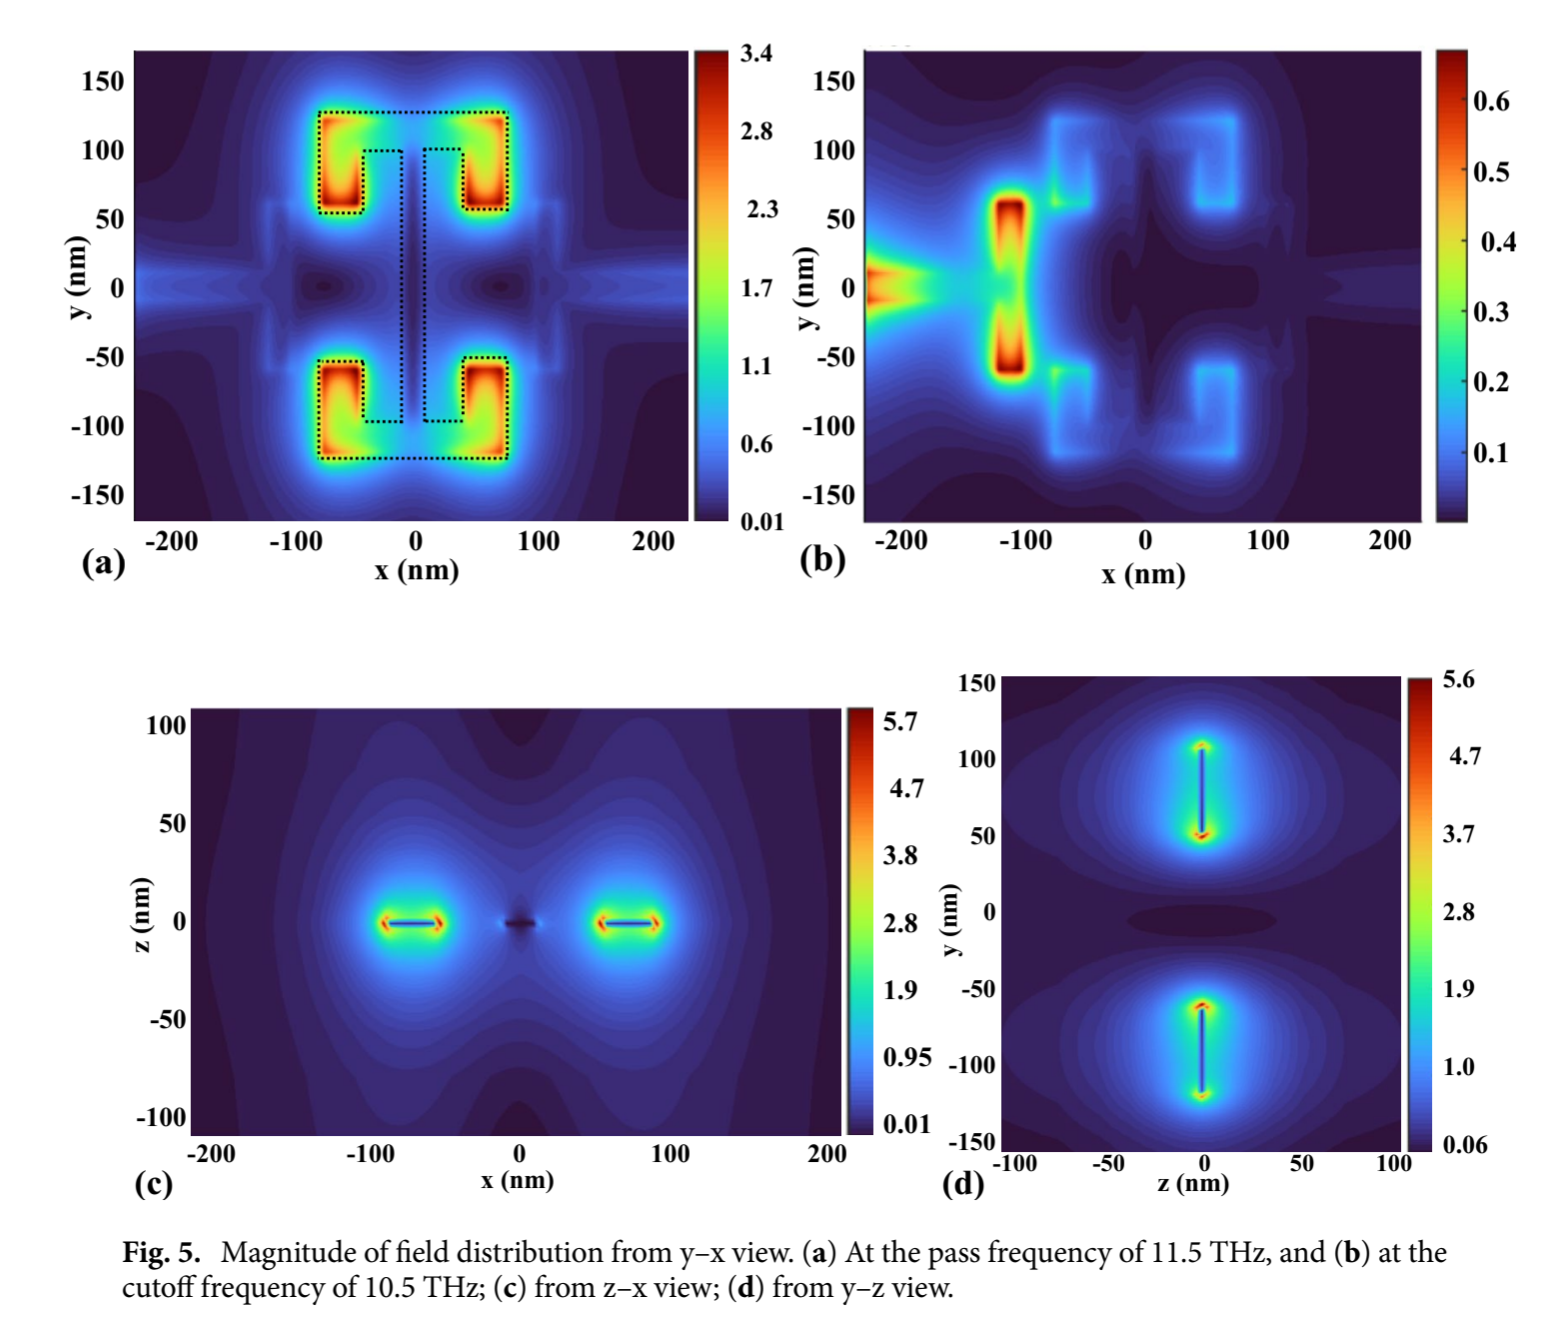 3.4
150
2.8
100
2.3
50
1.7
0
y (nm)
-50
1.1
-100
0.6
-150
0.01
-200 -100 0 100 200
(a)
x (nm)
150
0.6
100
0.5
50
0.4
0
y (nm)
0.3
-50
0.2
-100
0.1
-150
-200 -100 0 100 200
(b)
x (nm)
100
5.7
4.7
50
3.8
0
z (nm)
2.8
1.9
-50
0.95
-100
0.01
-200 -100 0 100 200
(c)
x (nm)
150
5.6
100
4.7
50
3.7
0
y (nm)
2.8
-50
1.9
-100
1.0
-150
0.06
-100 -50 0 50 100
(d)
z (nm)
Fig. 5. Magnitude of field distribution from y–x view. (a) At the pass frequency of 11.5 THz, and (b) at the
cutoff frequency of 10.5 THz; (c) from z–x view; (d) from y–z view.